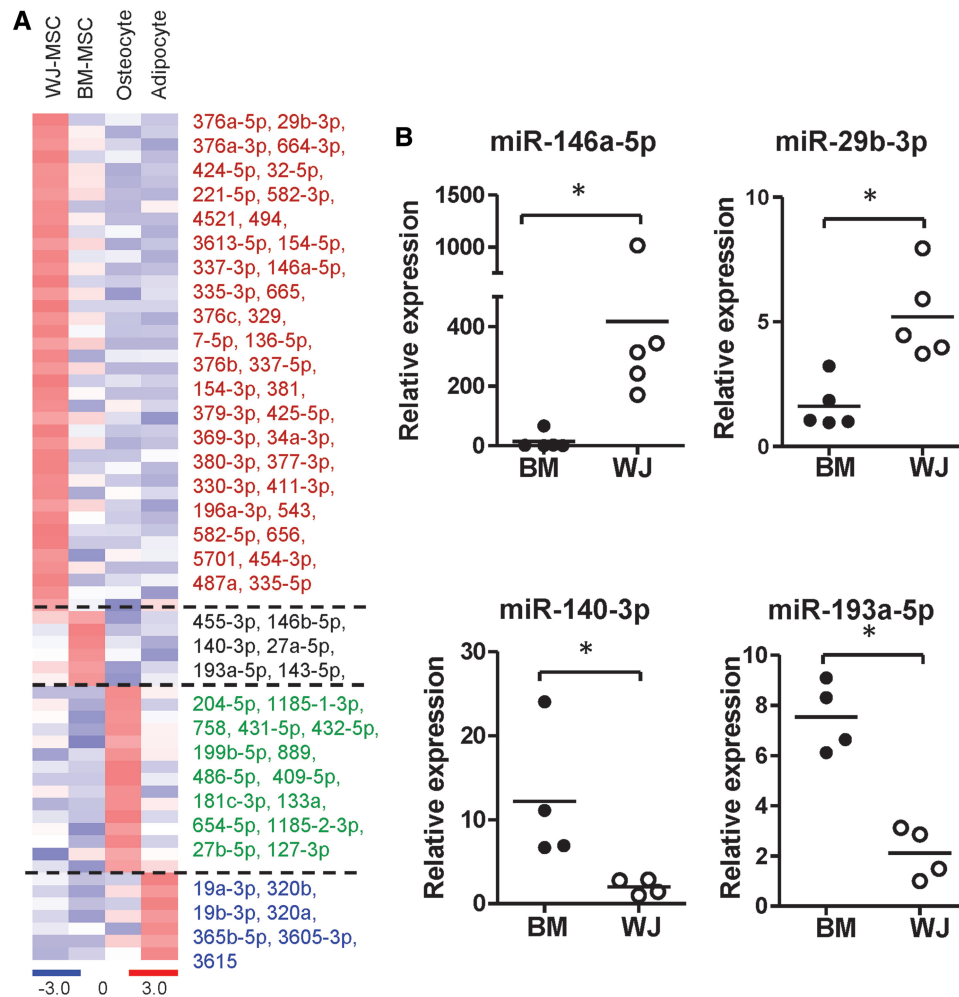 A
WJ-MSC
BM-MSC
Osteocyte
Adipocyte
376a-5p, 29b-3p,
376a-3p, 664-3p,
424-5p, 32-5p,
221-5p, 582-3p,
4521, 494,
3613-5p, 154-5p,
337-3p, 146a-5p,
335-3p, 665,
376c, 329,
7-5p, 136-5p,
376b, 337-5p,
154-3p, 381,
379-3p, 425-5p,
369-3p, 34a-3p,
380-3p, 377-3p,
330-3p, 411-3p,
196a-3p, 543,
582-5p, 656,
5701, 454-3p,
487a, 335-5p
455-3p, 146b-5p,
140-3p, 27a-5p,
193a-5p, 143-5p,
204-5p, 1185-1-3p,
758, 431-5p, 432-5p,
199b-5p, 889,
486-5p, 409-5p,
181c-3p, 133a,
654-5p, 1185-2-3p,
27b-5p, 127-3p
19a-3p, 320b,
19b-3p, 320a,
365b-5p, 3605-3p,
3615
-3.0 0 3.0
B
miR-146a-5p
Relative expression
1500
1000
400
200
0
*
BM WJ
miR-29b-3p
Relative expression
10
5
0
*
BM WJ
miR-140-3p
Relative expression
30
20
10
0
*
BM WJ
miR-193a-5p
Relative expression
10
8
6
4
2
0
*
BM WJ